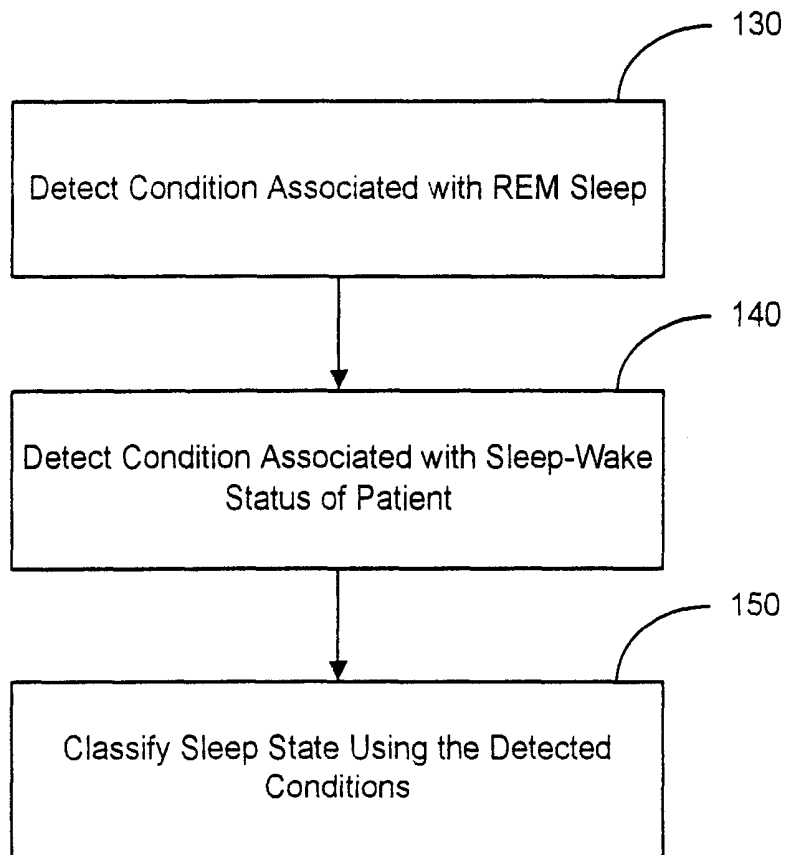 130
Detect Condition Associated with REM Sleep
140
Detect Condition Associated with Sleep-Wake
Status of Patient
150
Classify Sleep State Using the Detected
Conditions